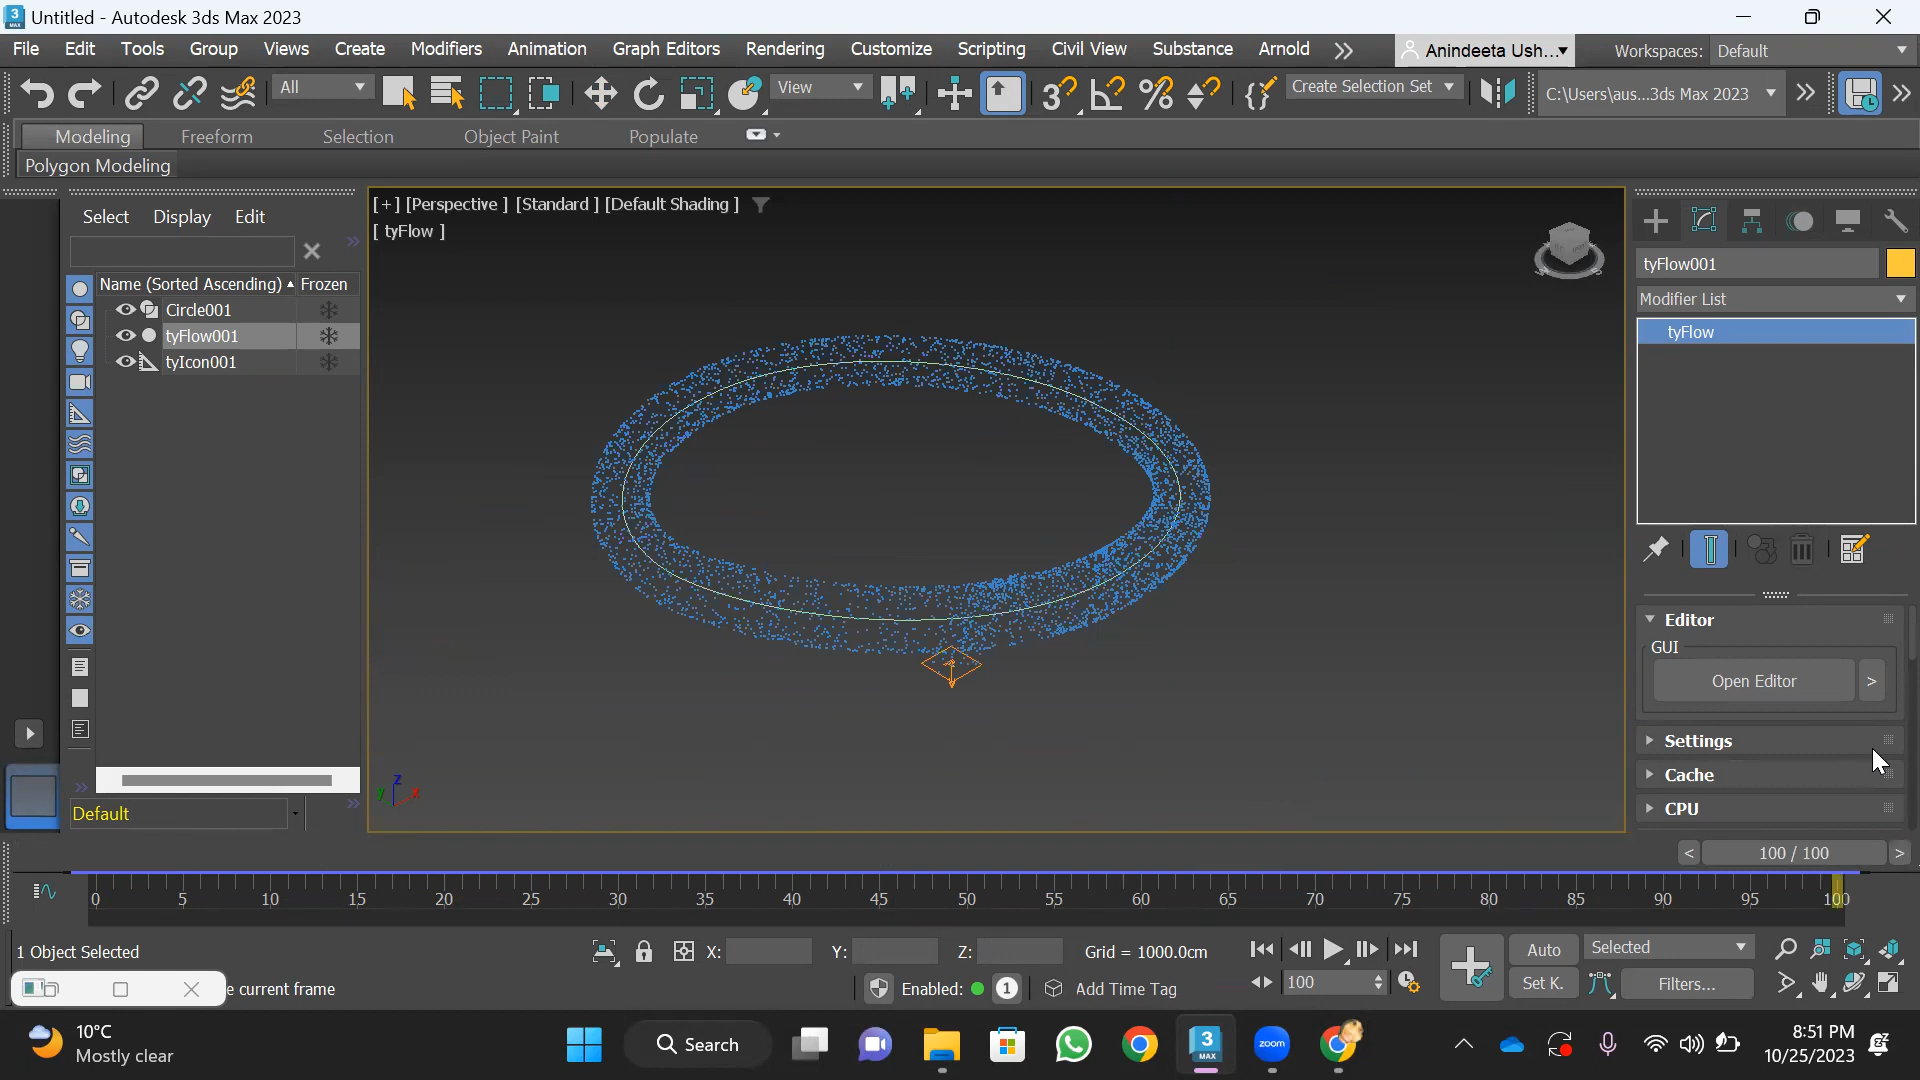 Untitled - Autodesk 3ds Max 2023
File Edit Tools Group Views Create Modifiers Animation Graph Editors Rendering Customize Scripting Civil View Substance Arnold
Anindeeta Ush... Workspaces: Default
All View Create Selection Set C:\Users\aus...3ds Max 2023
Modeling Freeform Selection Object Paint Populate
Polygon Modeling
Select Display Edit
Name (Sorted Ascending) Frozen
Circle001
tyFlow001
tyIcon001
Default
[+] [Perspective ] [Standard ] [Default Shading ]
[ tyFlow ]
tyFlow001
Modifier List
tyFlow
Editor
GUI
Open Editor >
Settings
Cache
CPU
< 100 / 100 >
0 5 10 15 20 25 30 35 40 45 50 55 60 65 70 75 80 85 90 95 100
1 Object Selected X: Y: Z: Grid = 1000.0cm Auto Selected
e current frame Enabled: 1 Add Time Tag 100 Set K. Filters...
10°C
Mostly clear
Search
zoom
8:51 PM
10/25/2023